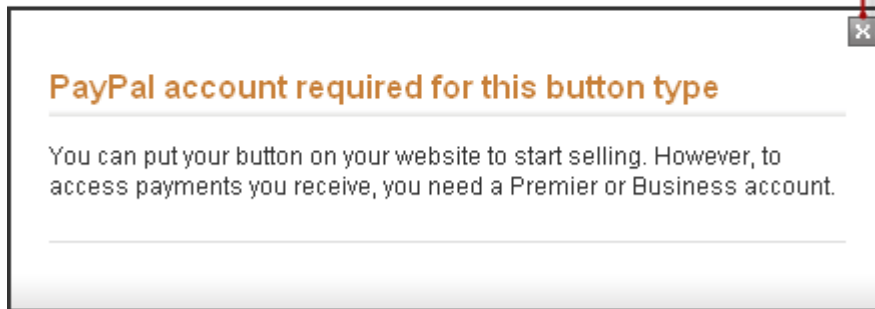 PayPal account required for this button type
You can put your button on your website to start selling. However, to
access payments you receive, you need a Premier or Business account.